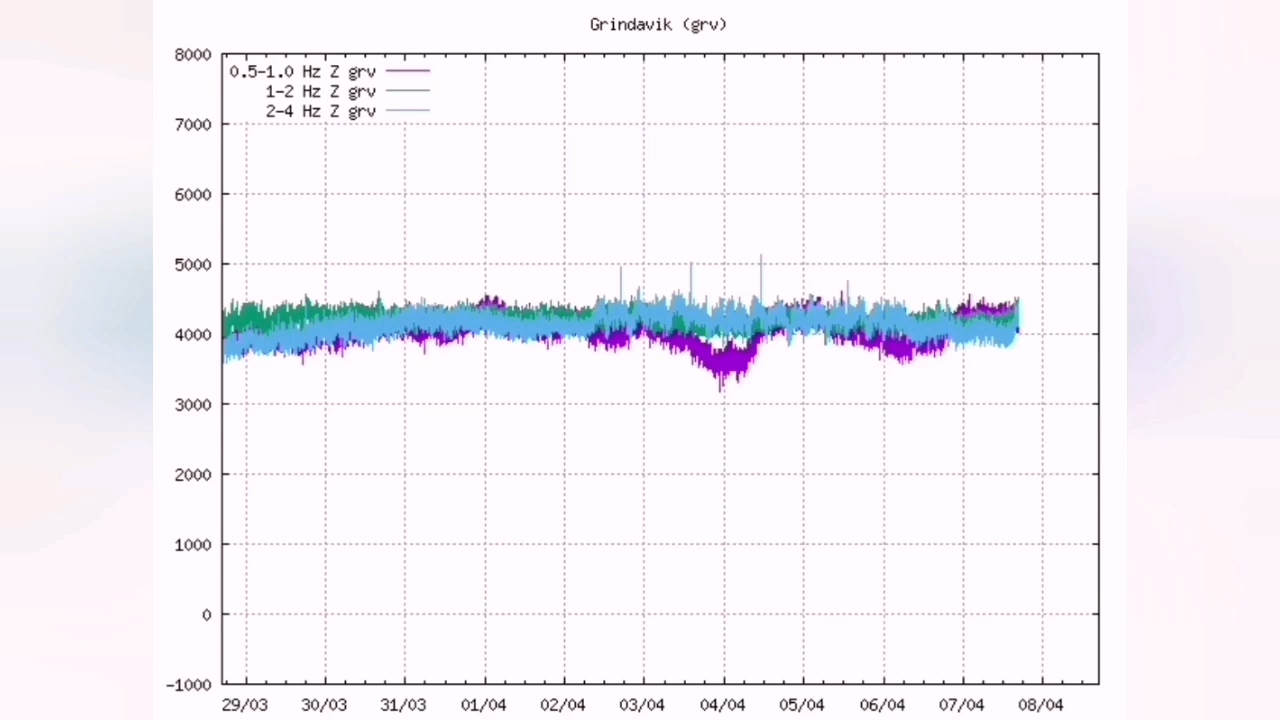 Grindavik (grv)
8000
0.5-1.0 Hz Z grv
1-2 Hz Z grv
2-4 Hz Z grv
7000
6000
5000
4000
3000
2000
1000
0
-1000
29/03 30/03 31/03 01/04 02/04 03/04 04/04 05/04 06/04 07/04 08/04